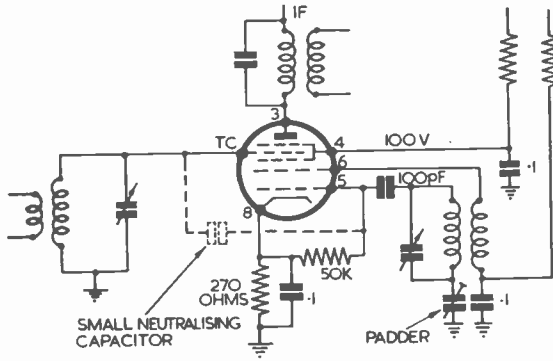 IF
3
TC
4
100V
6
5
100pF
.1
8
50K
270
OHMS
.1
.1
SMALL NEUTRALISING
CAPACITOR
PADDER